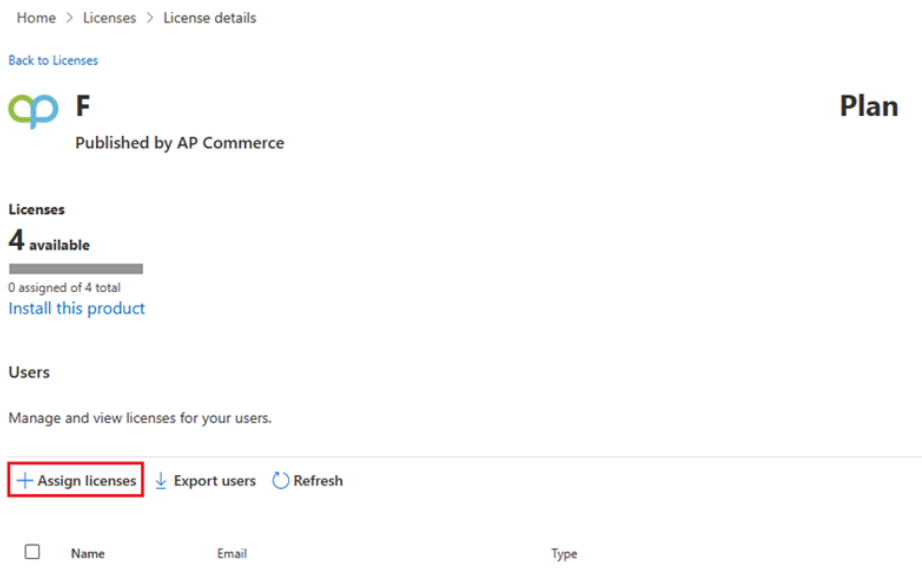 Home > Licenses > License details
Back to Licenses
F Plan
Published by AP Commerce
Licenses
4 available
0 assigned of 4 total
Install this product
Users
Manage and view licenses for your users.
+ Assign licenses Export users Refresh
Name Email Type